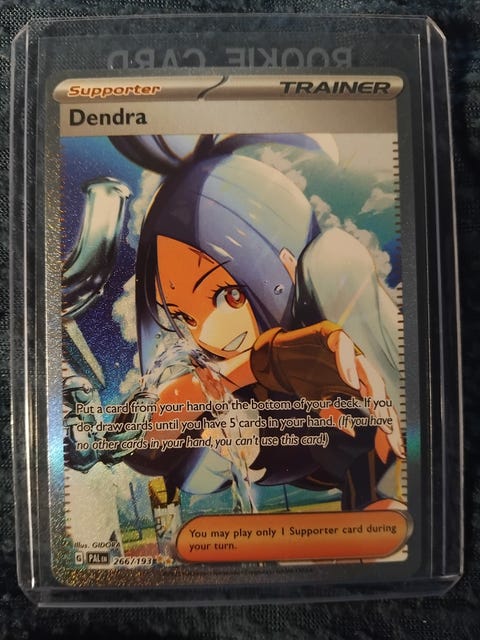 ROOKIE CARD
Supporter
TRAINER
Dendra
Put a card from your hand on the bottom of your deck. If you
do, draw cards until you have 5 cards in your hand. (If you have
no other cards in your hand, you can't use this card.)
You may play only 1 Supporter card during
your turn.
Illus. GIDORA
G PAL EN 266/193